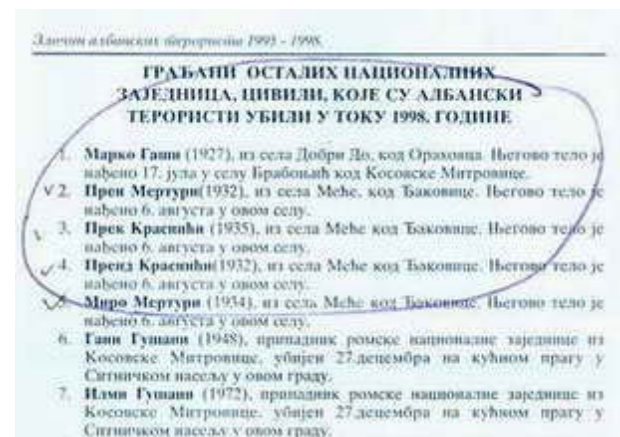 Злочин албанских терориста 1995 - 1998.
ГРАЂАНИ ОСТАЛИХ НАЦИОНАЛНИХ
ЗАЈЕДНИЦА, ЦИВИЛИ, КОЈЕ СУ АЛБАНСКИ
ТЕРОРИСТИ УБИЛИ У ТОКУ 1998. ГОДИНЕ
1. Марко Гаши (1927), из села Добри До, код Ораховца. Његово тело је
нађено 17. јула у селу Брабоњић код Косовске Митровице.
2. Прен Мертури(1932), из села Меће, код Ђаковице. Његово тело је
нађено 6. августа у овом селу.
3. Прек Краснићи (1935), из села Меће код Ђаковице. Његово тело је
нађено 6. августа у овом селу.
4. Пренд Краснићи(1932), из села Меће код Ђаковице. Његово тело је
нађено 6. августа у овом селу.
5. Миро Мертури (1934), из села Меће код Ђаковице. Његово тело је
нађено 6. августа у овом селу.
6. Гани Гушани (1948), припадник ромске националне заједнице из
Косовске Митровице, убијен 27.децембра на кућном прагу у
Ситничком насељу у овом граду.
7. Илми Гушани (1972), припадник ромске националне заједнице из
Косовске Митровице, убијен 27.децембра на кућном прагу у
Ситничком насељу у овом граду.